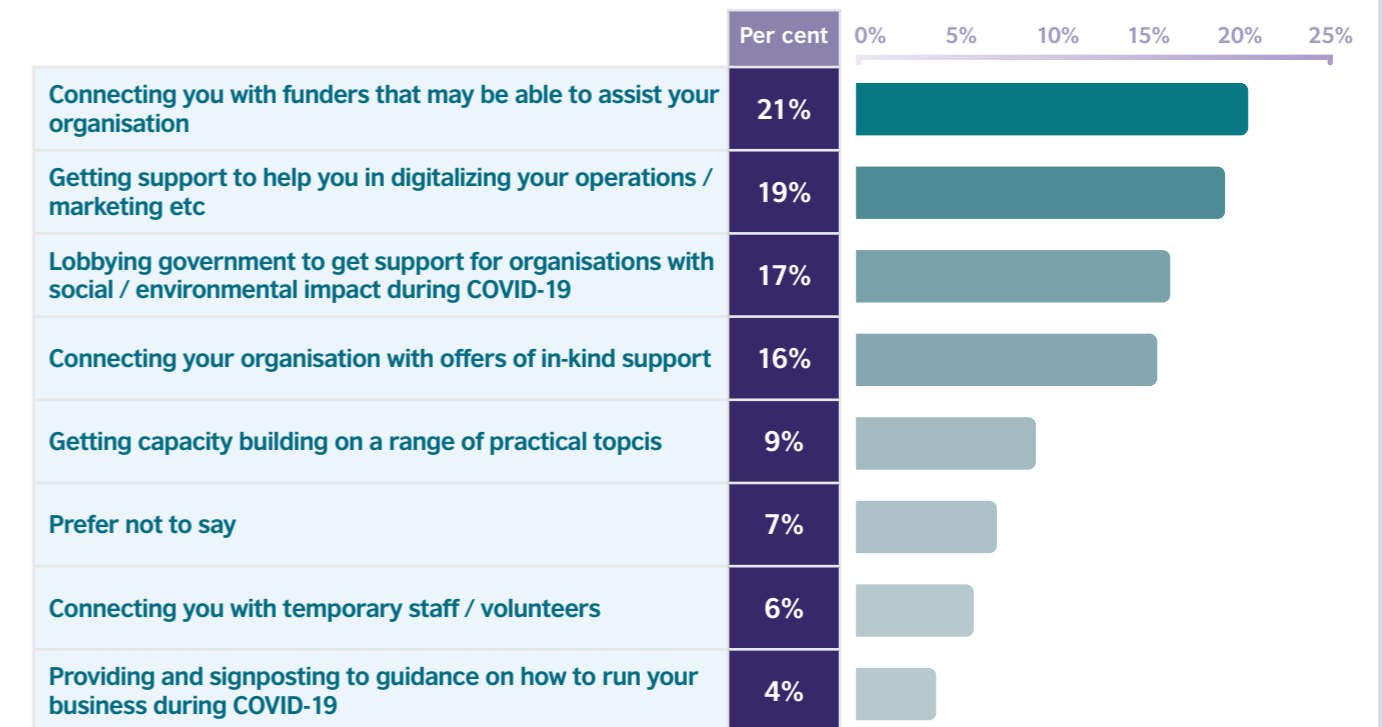 Per cent 0% 5% 10% 15% 20% 25%
Connecting you with funders that may be able to assist your
organisation
21%
Getting support to help you in digitalizing your operations /
marketing etc
19%
Lobbying government to get support for organisations with
social / environmental impact during COVID-19
17%
Connecting your organisation with offers of in-kind support
16%
Getting capacity building on a range of practical topcis
9%
Prefer not to say
7%
Connecting you with temporary staff / volunteers
6%
Providing and signposting to guidance on how to run your
business during COVID-19
4%